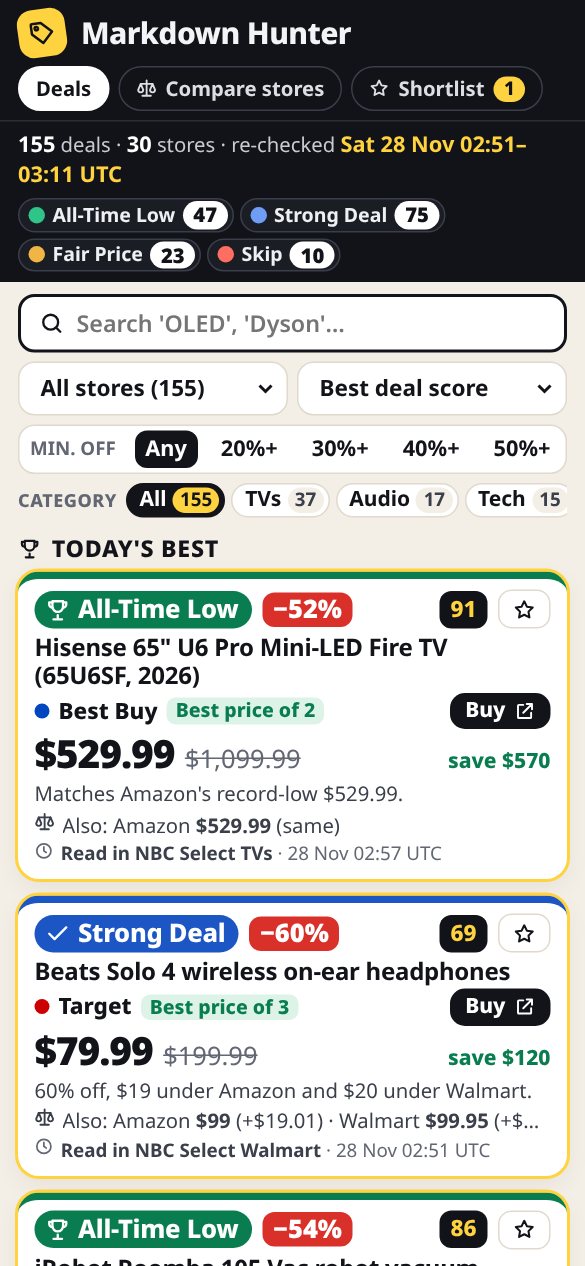 Markdown Hunter
Deals Compare stores Shortlist 1
155 deals · 30 stores · re-checked Sat 28 Nov 02:51–
03:11 UTC
All-Time Low 47 Strong Deal 75
Fair Price 23 Skip 10
Search 'OLED', 'Dyson'...
All stores (155) Best deal score
MIN. OFF Any 20%+ 30%+ 40%+ 50%+
CATEGORY All 155 TVs 37 Audio 17 Tech 15
TODAY'S BEST
All-Time Low −52% 91
Hisense 65" U6 Pro Mini-LED Fire TV
(65U6SF, 2026)
Best Buy Best price of 2 Buy
$529.99 $1,099.99 save $570
Matches Amazon's record-low $529.99.
Also: Amazon $529.99 (same)
Read in NBC Select TVs · 28 Nov 02:57 UTC
Strong Deal −60% 69
Beats Solo 4 wireless on-ear headphones
Target Best price of 3 Buy
$79.99 $199.99 save $120
60% off, $19 under Amazon and $20 under Walmart.
Also: Amazon $99 (+$19.01) · Walmart $99.95 (+$...
Read in NBC Select Walmart · 28 Nov 02:51 UTC
All-Time Low −54% 86
iRobot Roomba 105 Vac robot vacuum